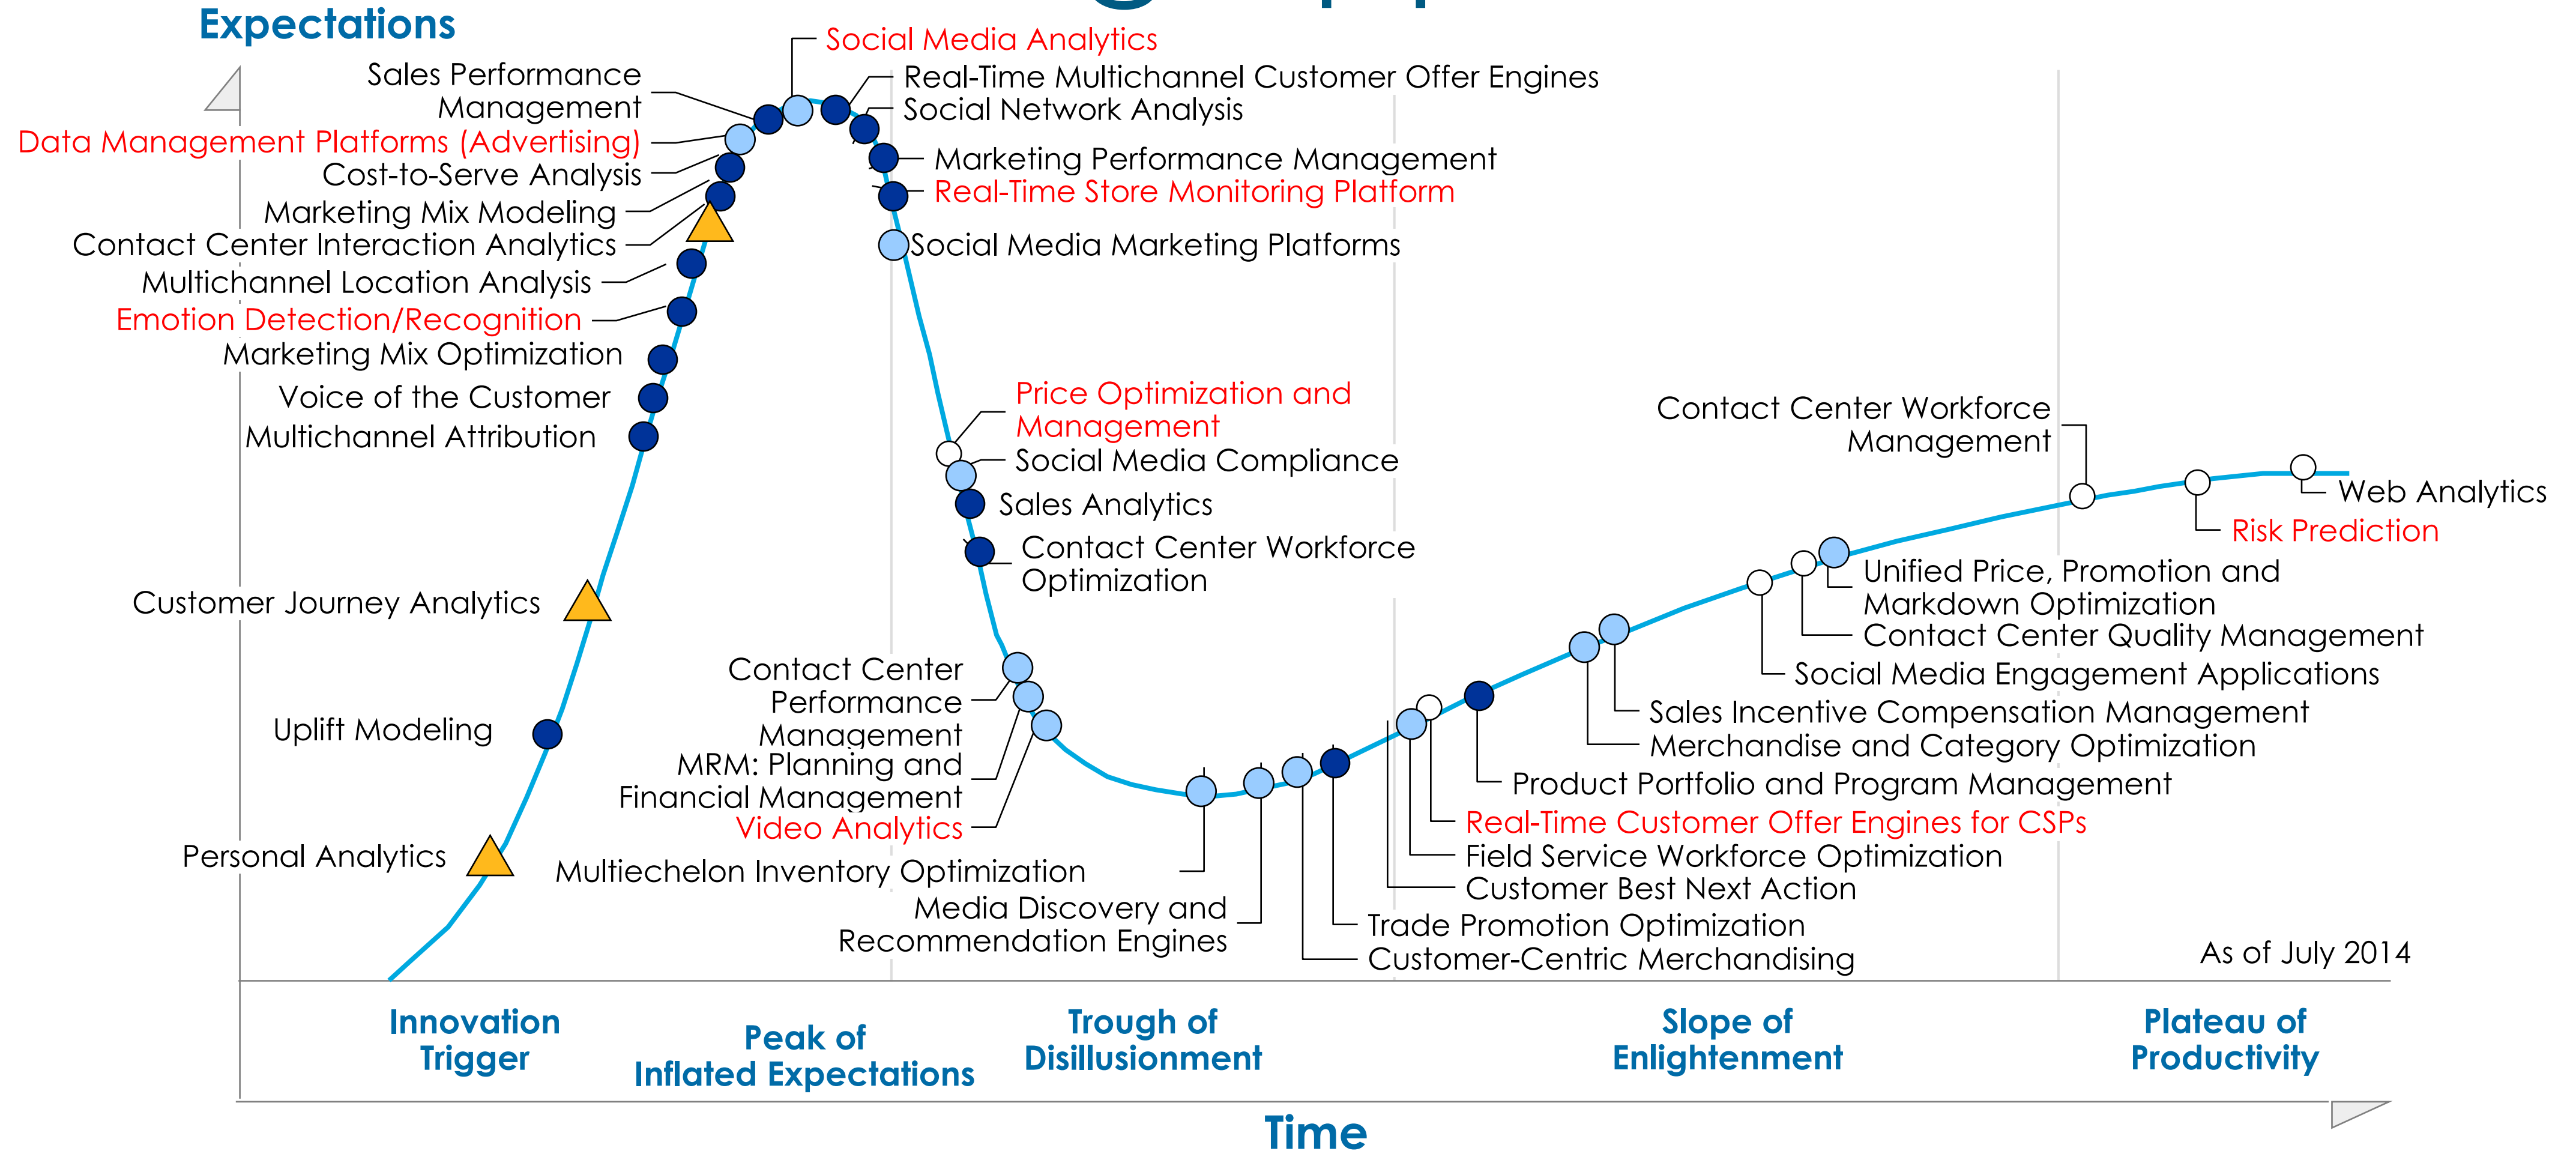 Expectations
Social Media Analytics
Sales Performance
Management
Data Management Platforms (Advertising)
Cost-to-Serve Analysis
Marketing Mix Modeling
Contact Center Interaction Analytics
Multichannel Location Analysis
Emotion Detection/Recognition
Marketing Mix Optimization
Voice of the Customer
Multichannel Attribution
Customer Journey Analytics
Uplift Modeling
Personal Analytics
Real-Time Multichannel Customer Offer Engines
Social Network Analysis
Marketing Performance Management
Real-Time Store Monitoring Platform
Social Media Marketing Platforms
Price Optimization and
Management
Social Media Compliance
Sales Analytics
Contact Center Workforce
Optimization
Contact Center
Performance
Management
MRM: Planning and
Financial Management
Video Analytics
Multiechelon Inventory Optimization
Media Discovery and
Recommendation Engines
Contact Center Workforce
Management
Web Analytics
Risk Prediction
Unified Price, Promotion and
Markdown Optimization
Contact Center Quality Management
Social Media Engagement Applications
Sales Incentive Compensation Management
Merchandise and Category Optimization
Product Portfolio and Program Management
Real-Time Customer Offer Engines for CSPs
Field Service Workforce Optimization
Customer Best Next Action
Trade Promotion Optimization
Customer-Centric Merchandising
As of July 2014
Innovation
Trigger
Peak of
Inflated Expectations
Trough of
Disillusionment
Slope of
Enlightenment
Plateau of
Productivity
Time